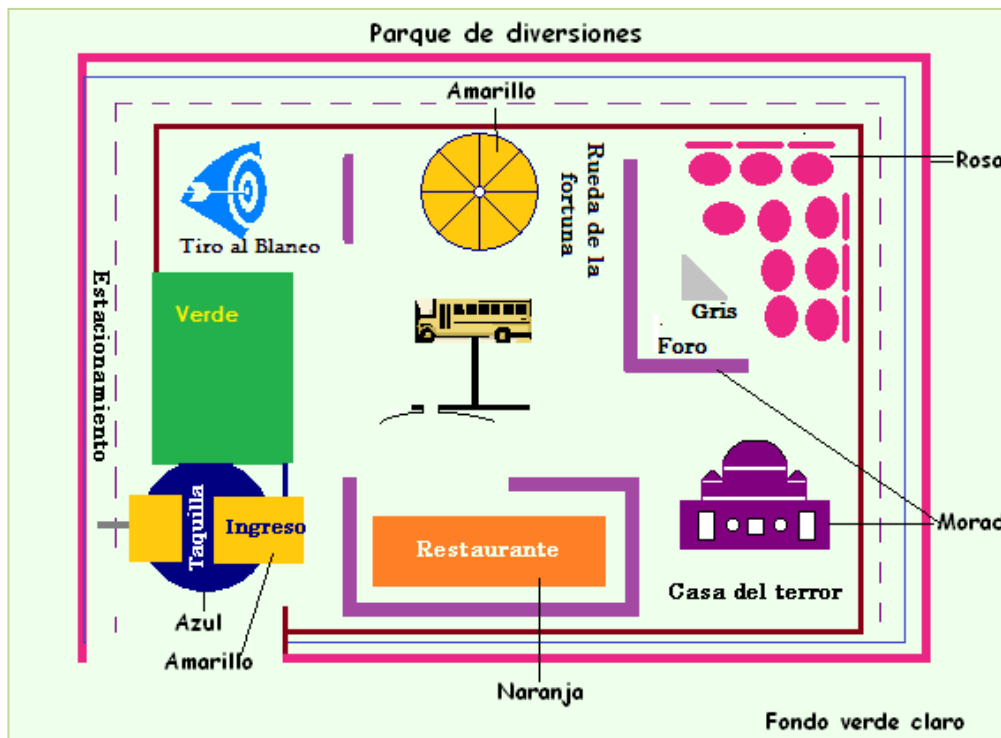 Parque de diversiones
Amarillo
Rosa
Rueda de la
fortuna
Tiro al Blanco
Estacionamiento
Verde
Gris
Foro
Taquilla
Ingreso
Restaurante
Morad
Casa del terror
Azul
Amarillo
Naranja
Fondo verde claro